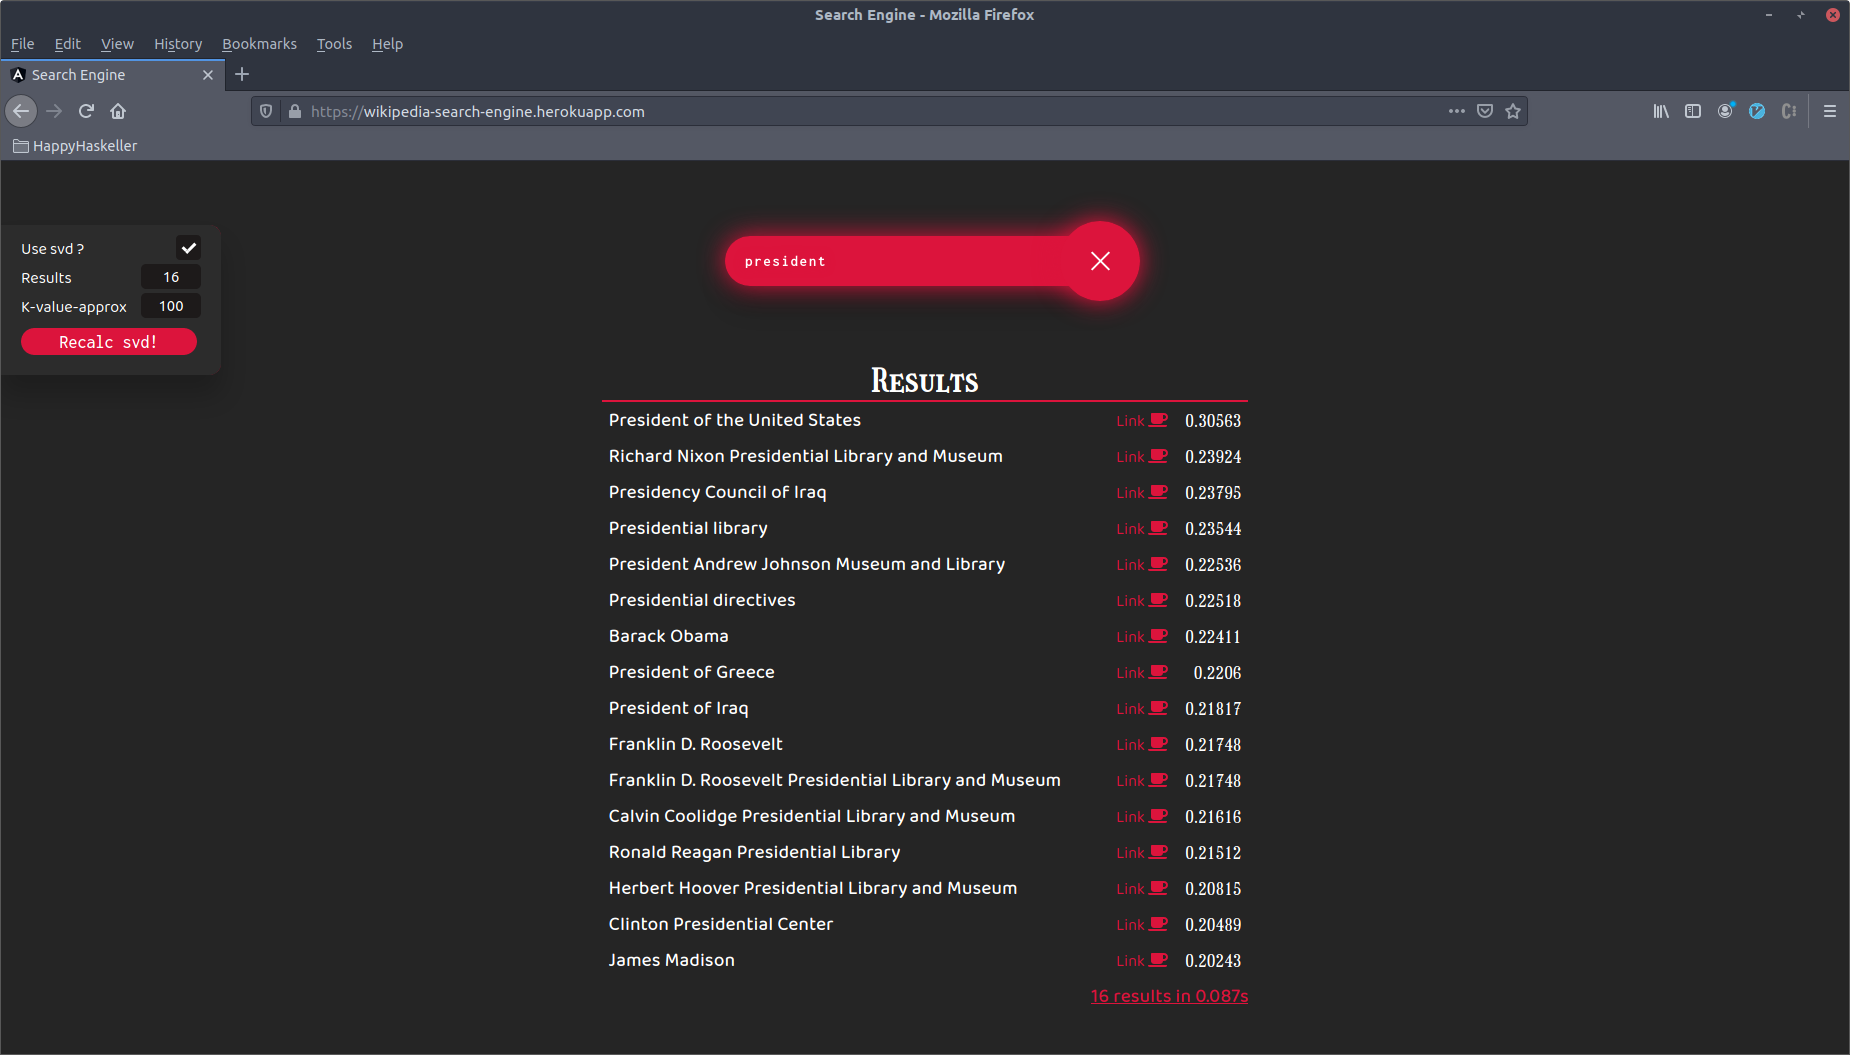 Search Engine - Mozilla Firefox
File Edit View History Bookmarks Tools Help
Search Engine
https://wikipedia-search-engine.herokuapp.com
HappyHaskeller
Use svd ?
Results 16
K-value-approx 100
Recalc svd!
president
Results
President of the United States Link 0.30563
Richard Nixon Presidential Library and Museum Link 0.23924
Presidency Council of Iraq Link 0.23795
Presidential library Link 0.23544
President Andrew Johnson Museum and Library Link 0.22536
Presidential directives Link 0.22518
Barack Obama Link 0.22411
President of Greece Link 0.2206
President of Iraq Link 0.21817
Franklin D. Roosevelt Link 0.21748
Franklin D. Roosevelt Presidential Library and Museum Link 0.21748
Calvin Coolidge Presidential Library and Museum Link 0.21616
Ronald Reagan Presidential Library Link 0.21512
Herbert Hoover Presidential Library and Museum Link 0.20815
Clinton Presidential Center Link 0.20489
James Madison Link 0.20243
16 results in 0.087s